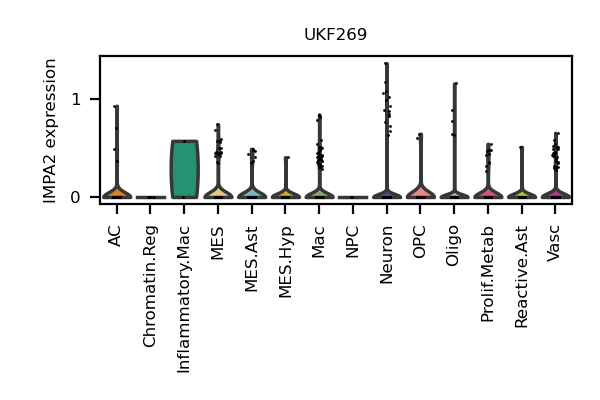 UKF269
IMPA2 expression
1
0
AC
Chromatin.Reg
Inflammatory.Mac
MES
MES.Ast
MES.Hyp
Mac
NPC
Neuron
OPC
Oligo
Prolif.Metab
Reactive.Ast
Vasc